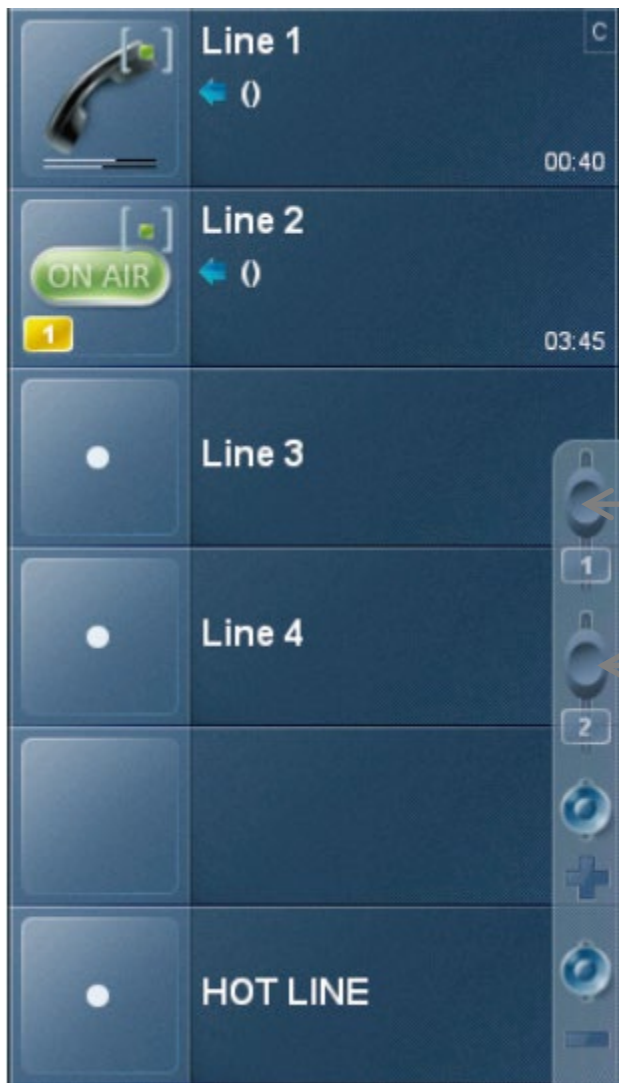 Line 1
C
()
00:40
Line 2
ON AIR
()
1
03:45
Line 3
1
Line 4
2
HOT LINE